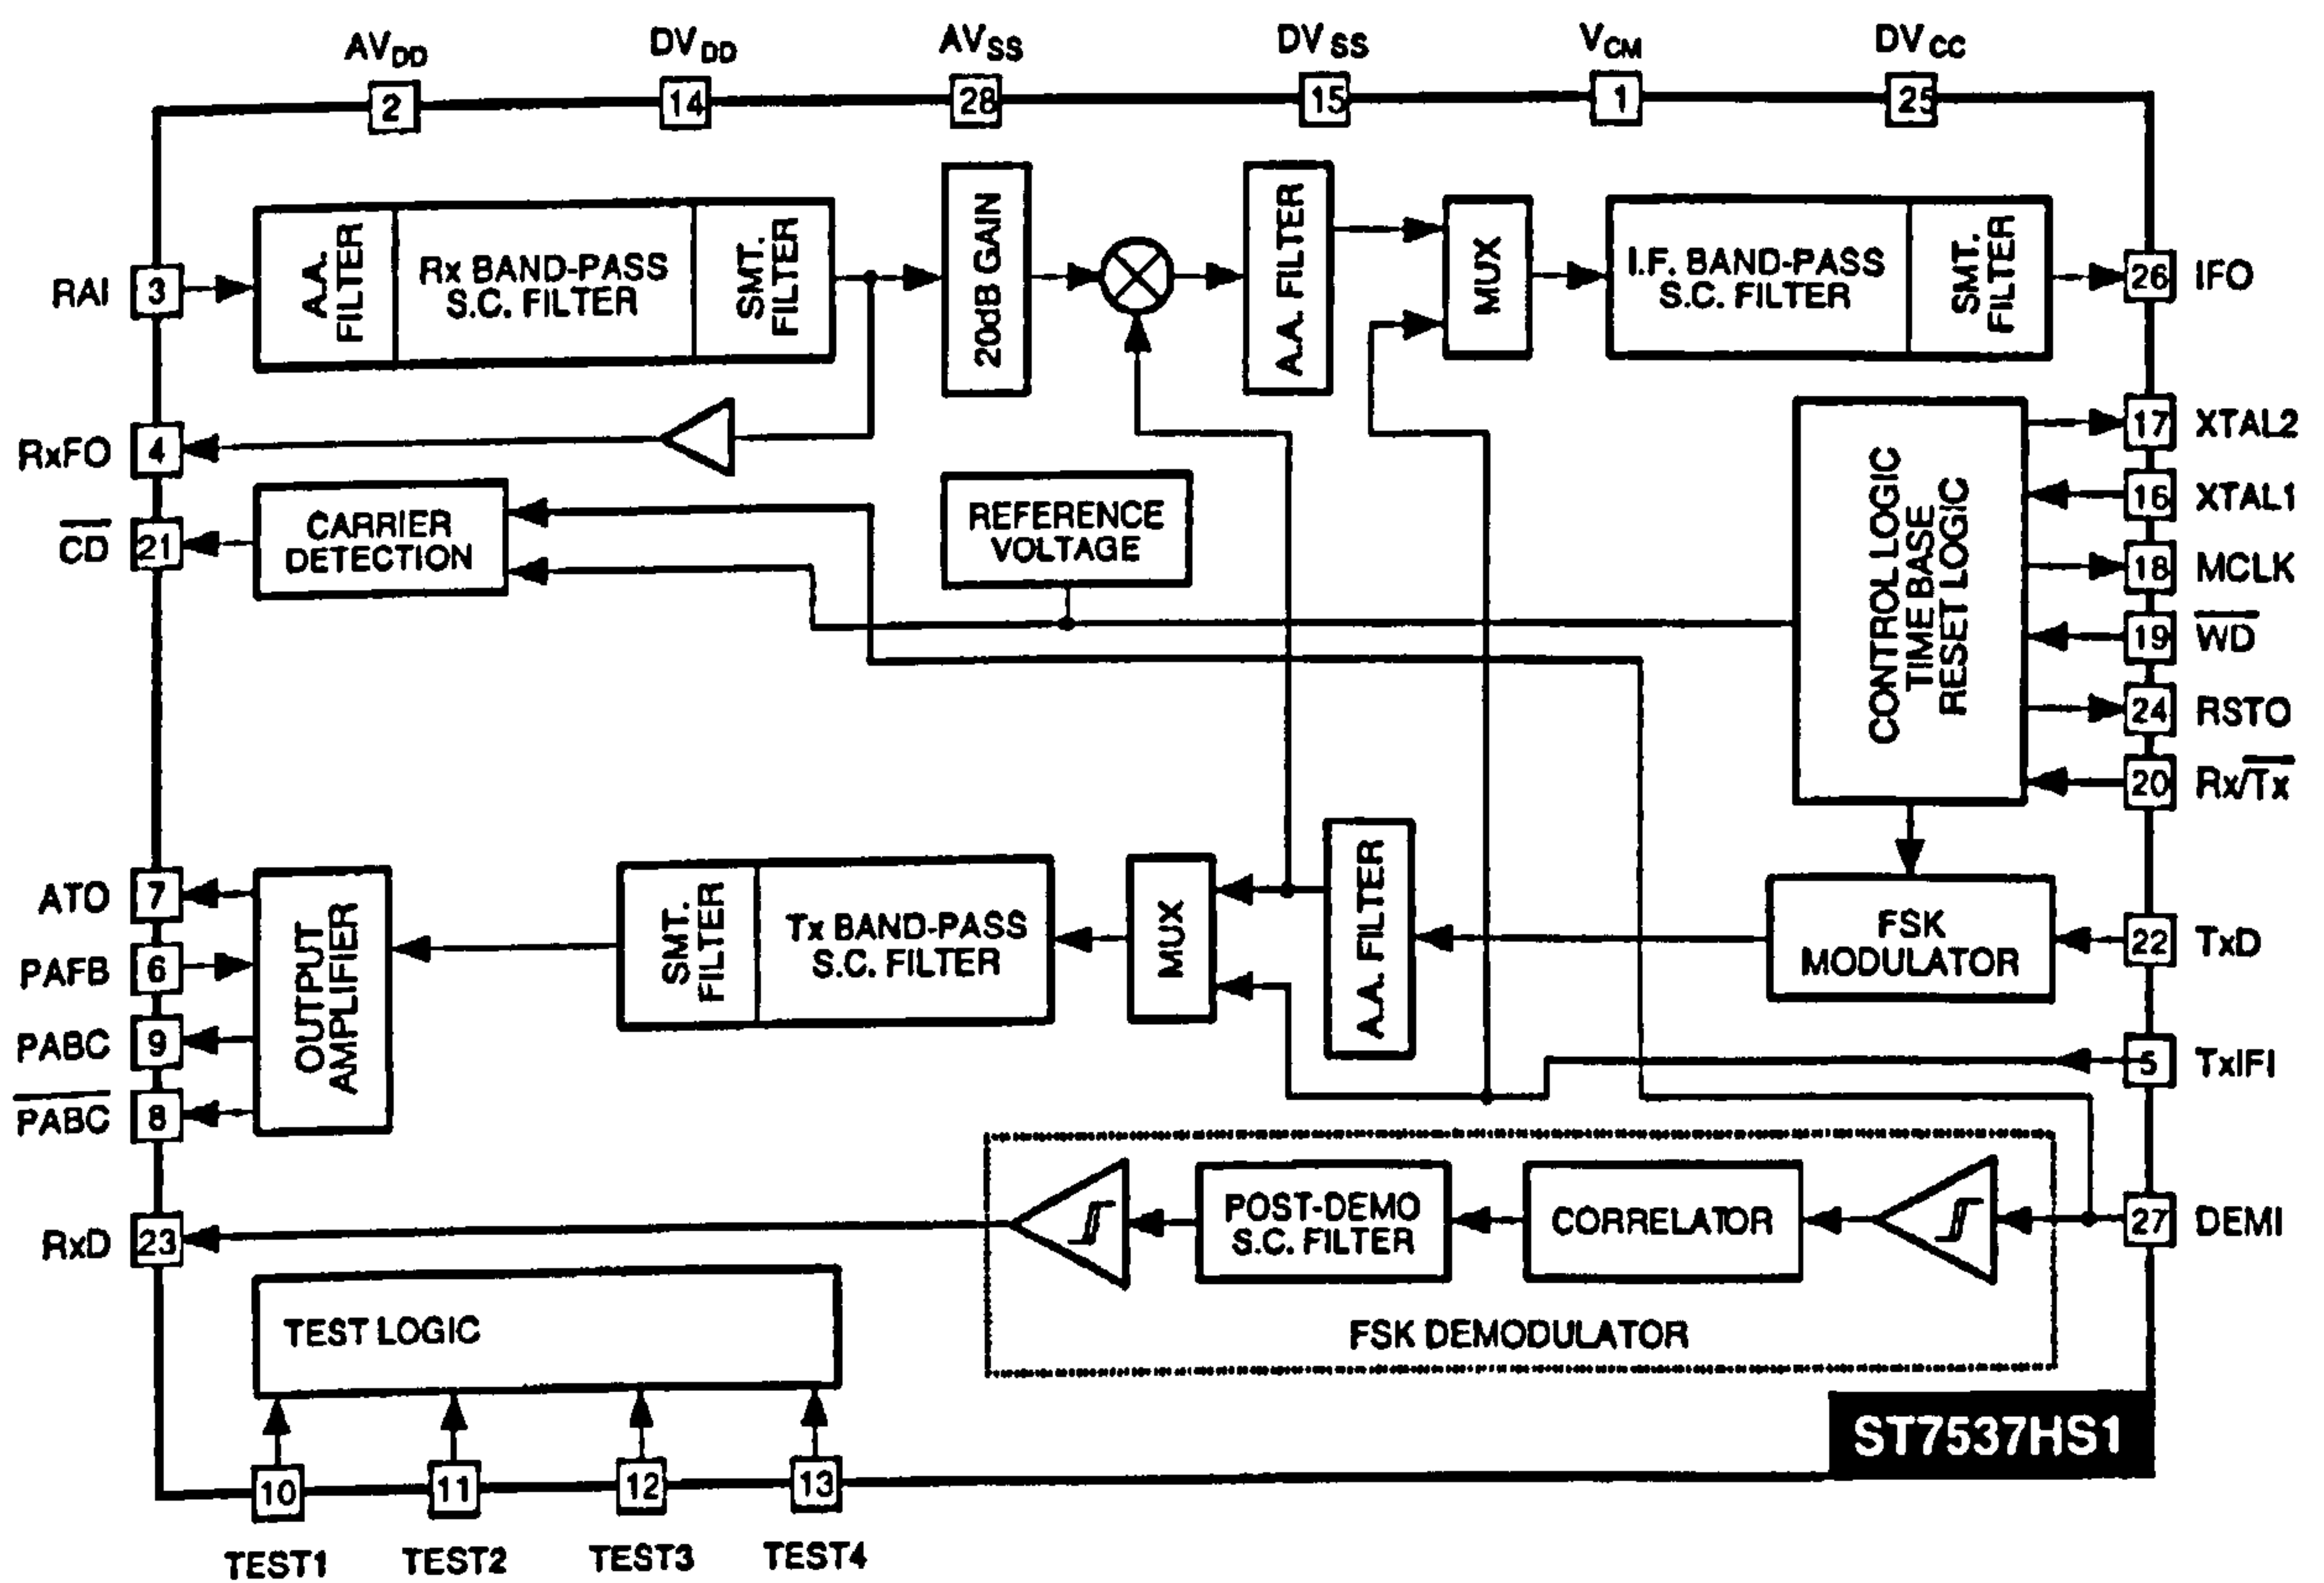 AVDD
DVDD
AVSS
DVSS
VCM
DVCC
2
14
28
15
1
25
RAI
3
A.A.
FILTER
Rx BAND-PASS
S.C. FILTER
SMT.
FILTER
20dB GAIN
A.A. FILTER
MUX
I.F. BAND-PASS
S.C. FILTER
SMT.
FILTER
26
IFO
RxFO
4
CD
21
CARRIER
DETECTION
REFERENCE
VOLTAGE
CONTROL LOGIC
TIME BASE
RESET LOGIC
17
XTAL2
16
XTAL1
18
MCLK
19
WD
24
RSTO
20
Rx/Tx
ATO
7
PAFB
6
PABC
9
PABC
8
OUTPUT
AMPLIFIER
SMT.
FILTER
Tx BAND-PASS
S.C. FILTER
MUX
A.A. FILTER
FSK
MODULATOR
22
TxD
5
TxIFI
RxD
23
POST-DEMO
S.C. FILTER
CORRELATOR
27
DEMI
FSK DEMODULATOR
TEST LOGIC
ST7537HS1
10
11
12
13
TEST1
TEST2
TEST3
TEST4